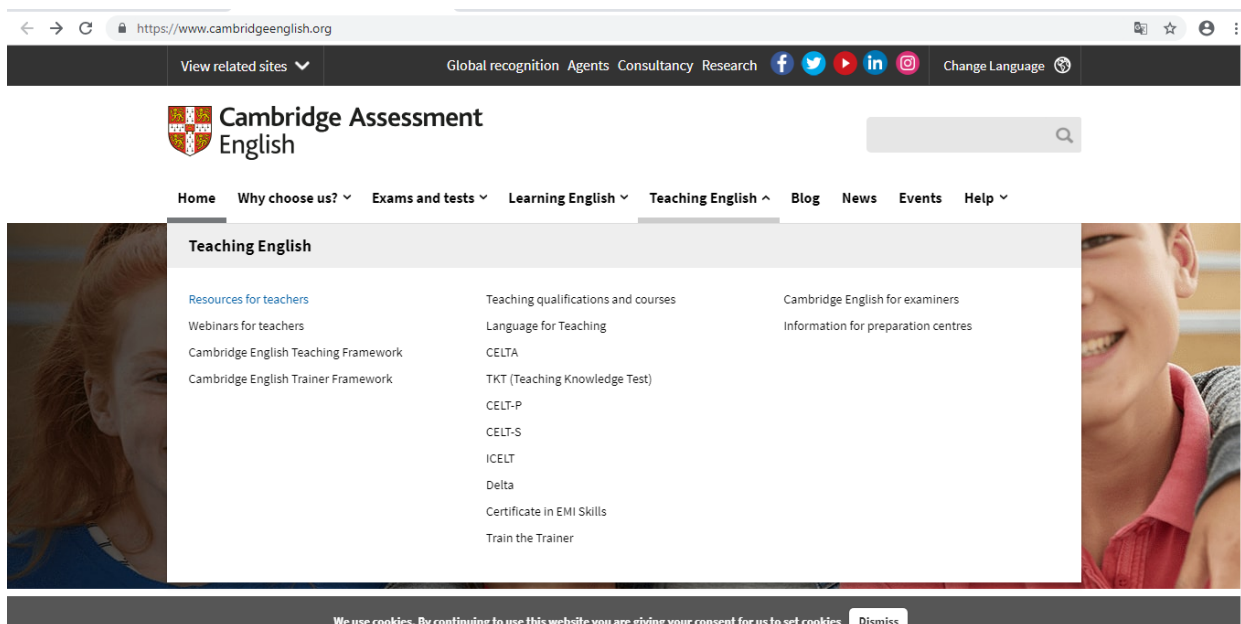 https://www.cambridgeenglish.org
View related sites Global recognition Agents Consultancy Research Change Language
Cambridge Assessment
English
Home Why choose us? Exams and tests Learning English Teaching English Blog News Events Help
Teaching English
Resources for teachers
Webinars for teachers
Cambridge English Teaching Framework
Cambridge English Trainer Framework
Teaching qualifications and courses
Language for Teaching
CELTA
TKT (Teaching Knowledge Test)
CELT-P
CELT-S
ICELT
Delta
Certificate in EMI Skills
Train the Trainer
Cambridge English for examiners
Information for preparation centres
We use cookies. By continuing to use this website you are giving your consent for us to set cookies Dismiss